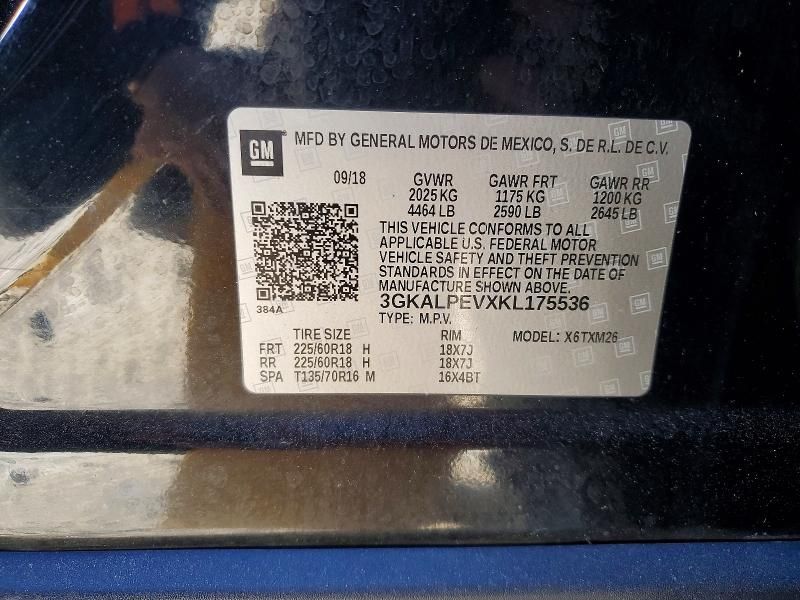 GM ® MFD BY GENERAL MOTORS DE MEXICO, S. DE R.L. DE C.V.
09/18 GVWR GAWR FRT GAWR RR
2025 KG 1175 KG 1200 KG
4464 LB 2590 LB 2645 LB
THIS VEHICLE CONFORMS TO ALL
APPLICABLE U.S. FEDERAL MOTOR
VEHICLE SAFETY AND THEFT PREVENTION
STANDARDS IN EFFECT ON THE DATE OF
MANUFACTURE SHOWN ABOVE.
384A 3GKALPEVXKL175536
TYPE: M.P.V.
TIRE SIZE RIM MODEL: X6TXM26
FRT 225/60R18 H 18X7J
RR 225/60R18 H 18X7J
SPA T135/70R16 M 16X4BT